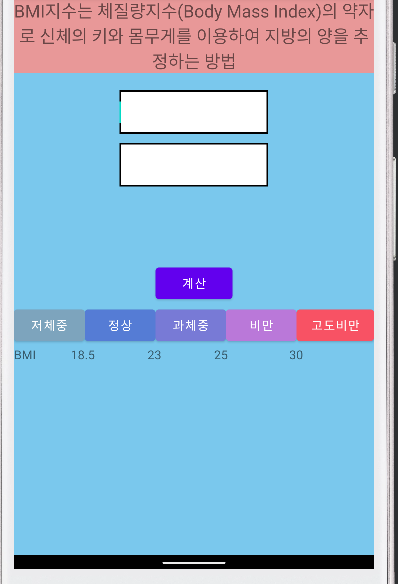 BMI지수는 체질량지수(Body Mass Index)의 약자
로 신체의 키와 몸무게를 이용하여 지방의 양을 추
정하는 방법
계산
저체중 정상 과체중 비만 고도비만
BMI 18.5 23 25 30